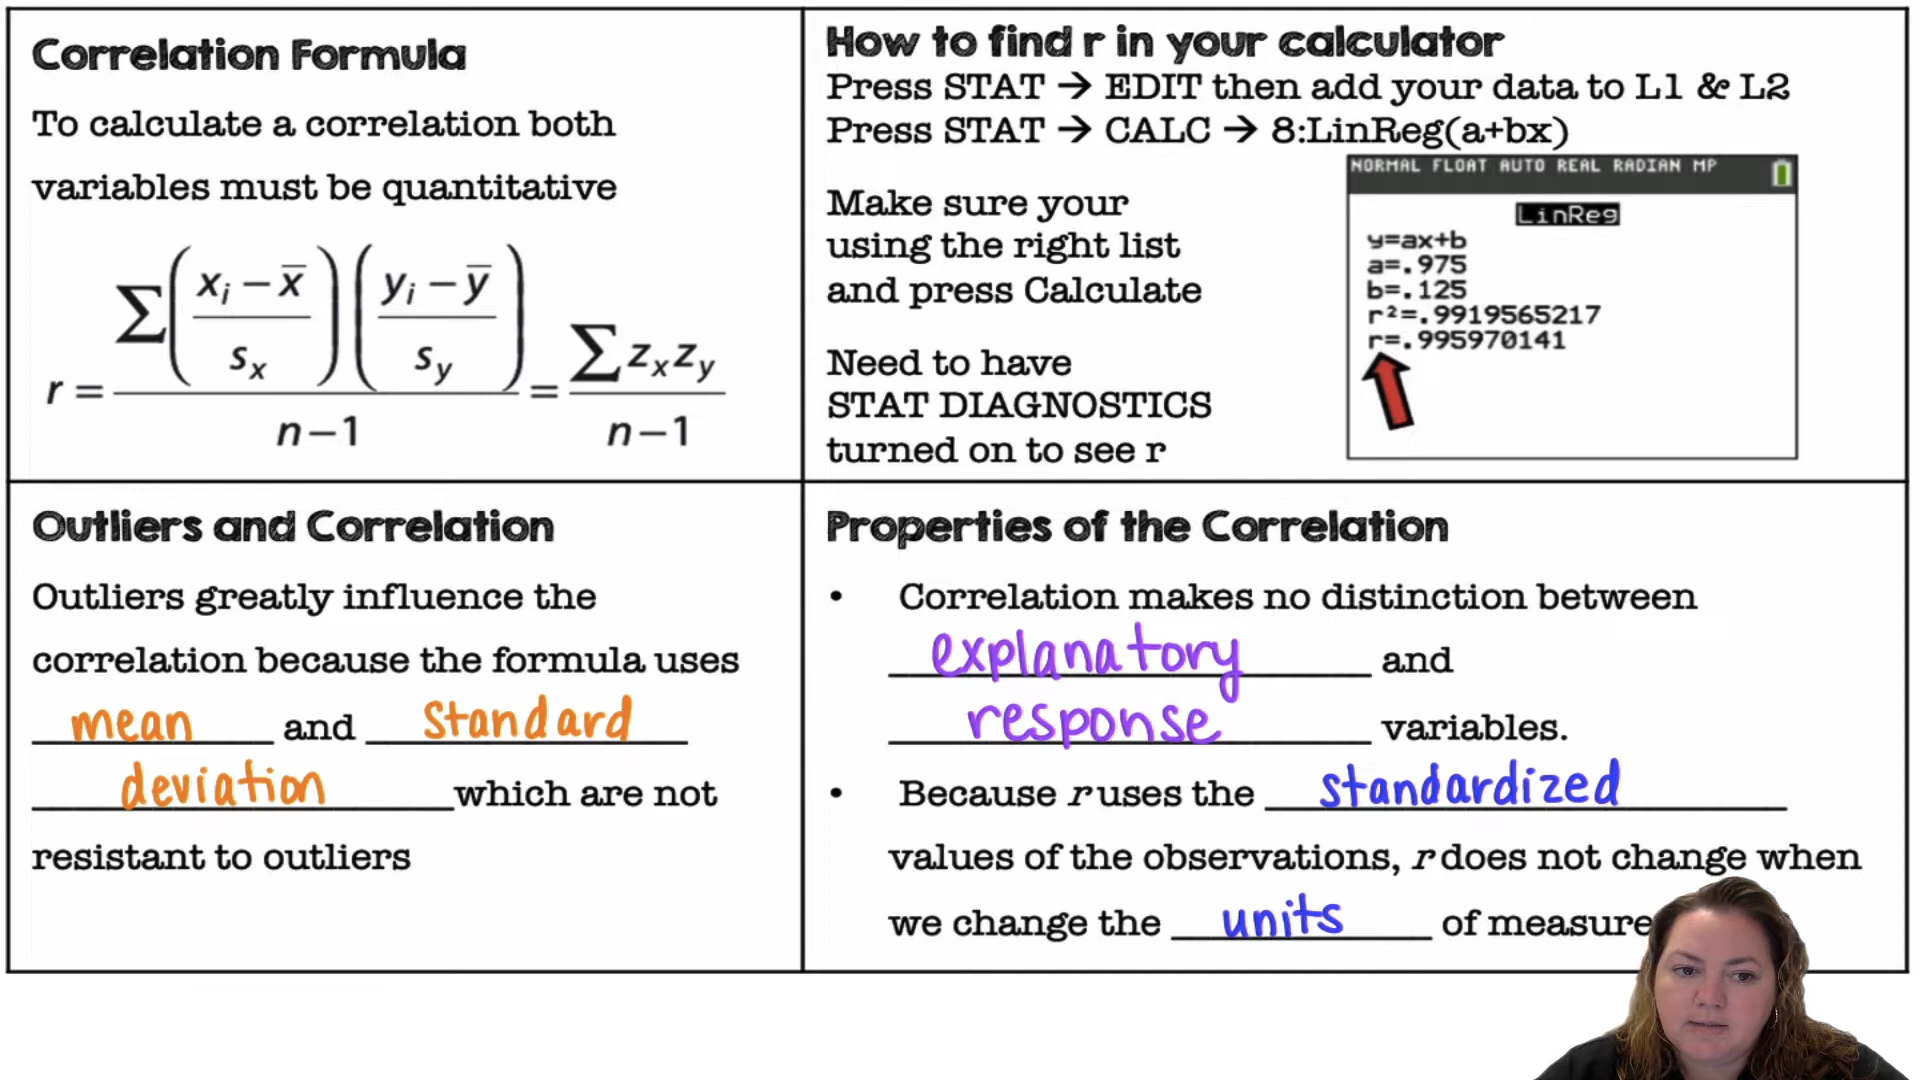 Correlation Formula
To calculate a correlation both
variables must be quantitative
r = ∑((xᵢ − x̄)/sₓ)((yᵢ − ȳ)/s_y)/(n−1) = ∑zₓz_y/(n−1)
How to find r in your calculator
Press STAT → EDIT then add your data to L1 & L2
Press STAT → CALC → 8:LinReg(a+bx)
Make sure your
using the right list
and press Calculate
Need to have
STAT DIAGNOSTICS
turned on to see r
NORMAL FLOAT AUTO REAL RADIAN MP
LinReg
y=ax+b
a=.975
b=.125
r²=.9919565217
r=.995970141
Outliers and Correlation
Outliers greatly influence the
correlation because the formula uses
mean and standard
deviation which are not
resistant to outliers
Properties of the Correlation
• Correlation makes no distinction between
explanatory and
response variables.
• Because r uses the standardized
values of the observations, r does not change when
we change the units of measure